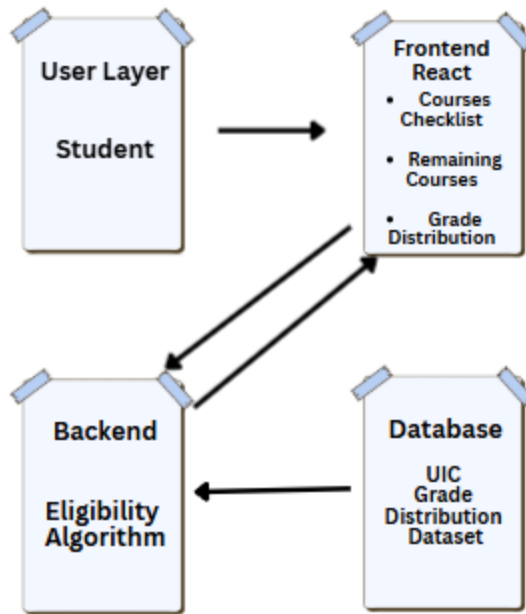 User Layer
Student
Frontend
React
• Courses
Checklist
• Remaining
Courses
• Grade
Distribution
Backend
Eligibility
Algorithm
Database
UIC
Grade
Distribution
Dataset